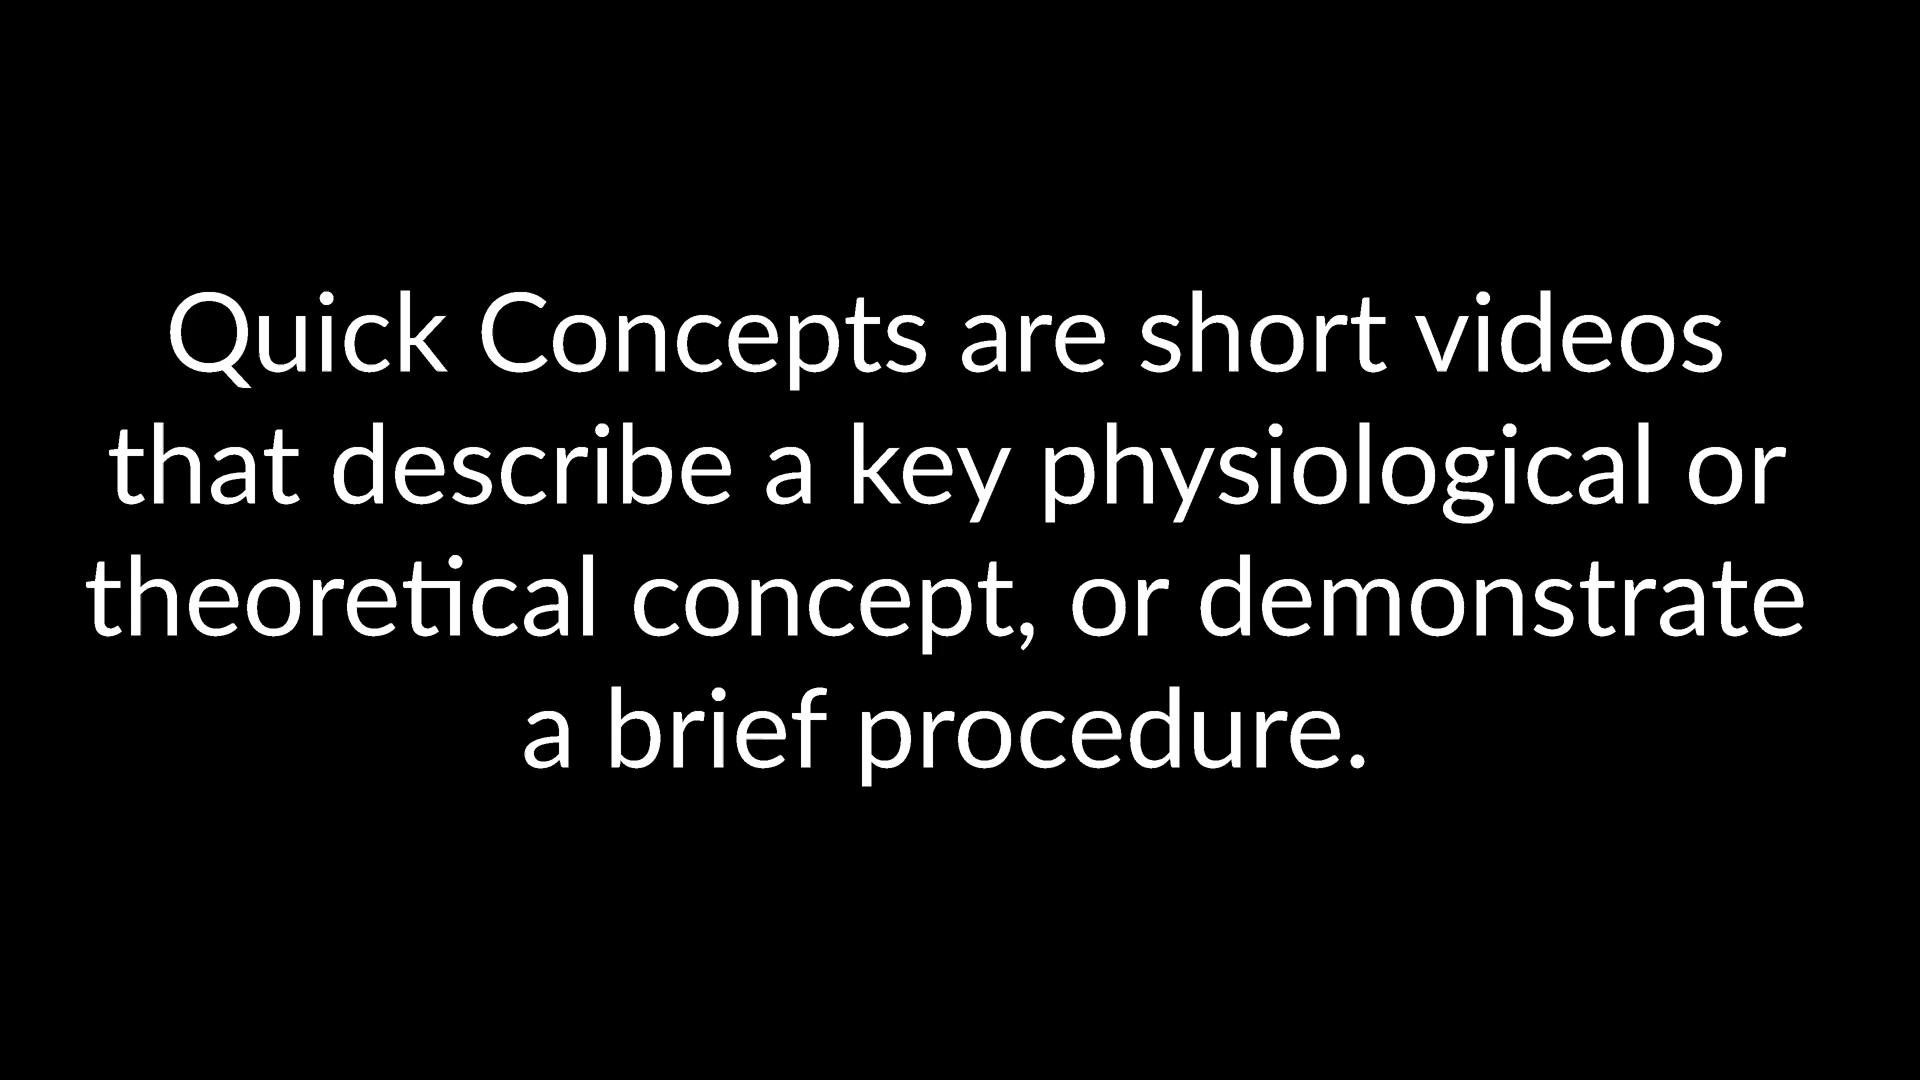 Quick Concepts are short videos
that describe a key physiological or
theoretical concept, or demonstrate
a brief procedure.